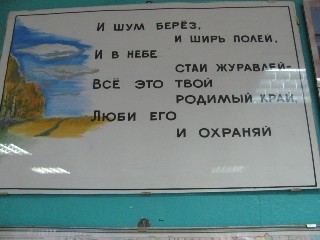 И ШУМ БЕРЁЗ,
И ШИРЬ ПОЛЕЙ,
И В НЕБЕ
СТАИ ЖУРАВЛЕЙ-
ВСЁ ЭТО ТВОЙ
РОДИМЫЙ КРАЙ,
ЛЮБИ ЕГО
И ОХРАНЯЙ